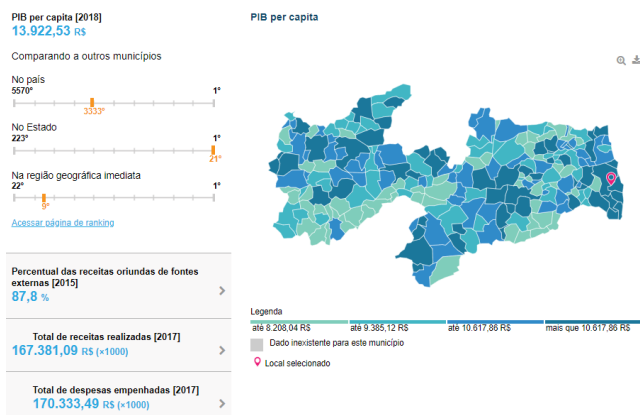 PIB per capita [2018]
13.922,53 R$
Comparando a outros municípios
No país
5570º 1º
3333º
No Estado
223º 1º
21º
Na região geográfica imediata
22º 1º
9º
Acessar página de ranking
Percentual das receitas oriundas de fontes
externas [2015]
87,8 %
Total de receitas realizadas [2017]
167.381,09 R$ (×1000)
Total de despesas empenhadas [2017]
170.333,49 R$ (×1000)
PIB per capita
Legenda
até 8.208,04 R$ até 9.385,12 R$ até 10.617,86 R$ mais que 10.617,86 R$
Dado inexistente para este município
Local selecionado